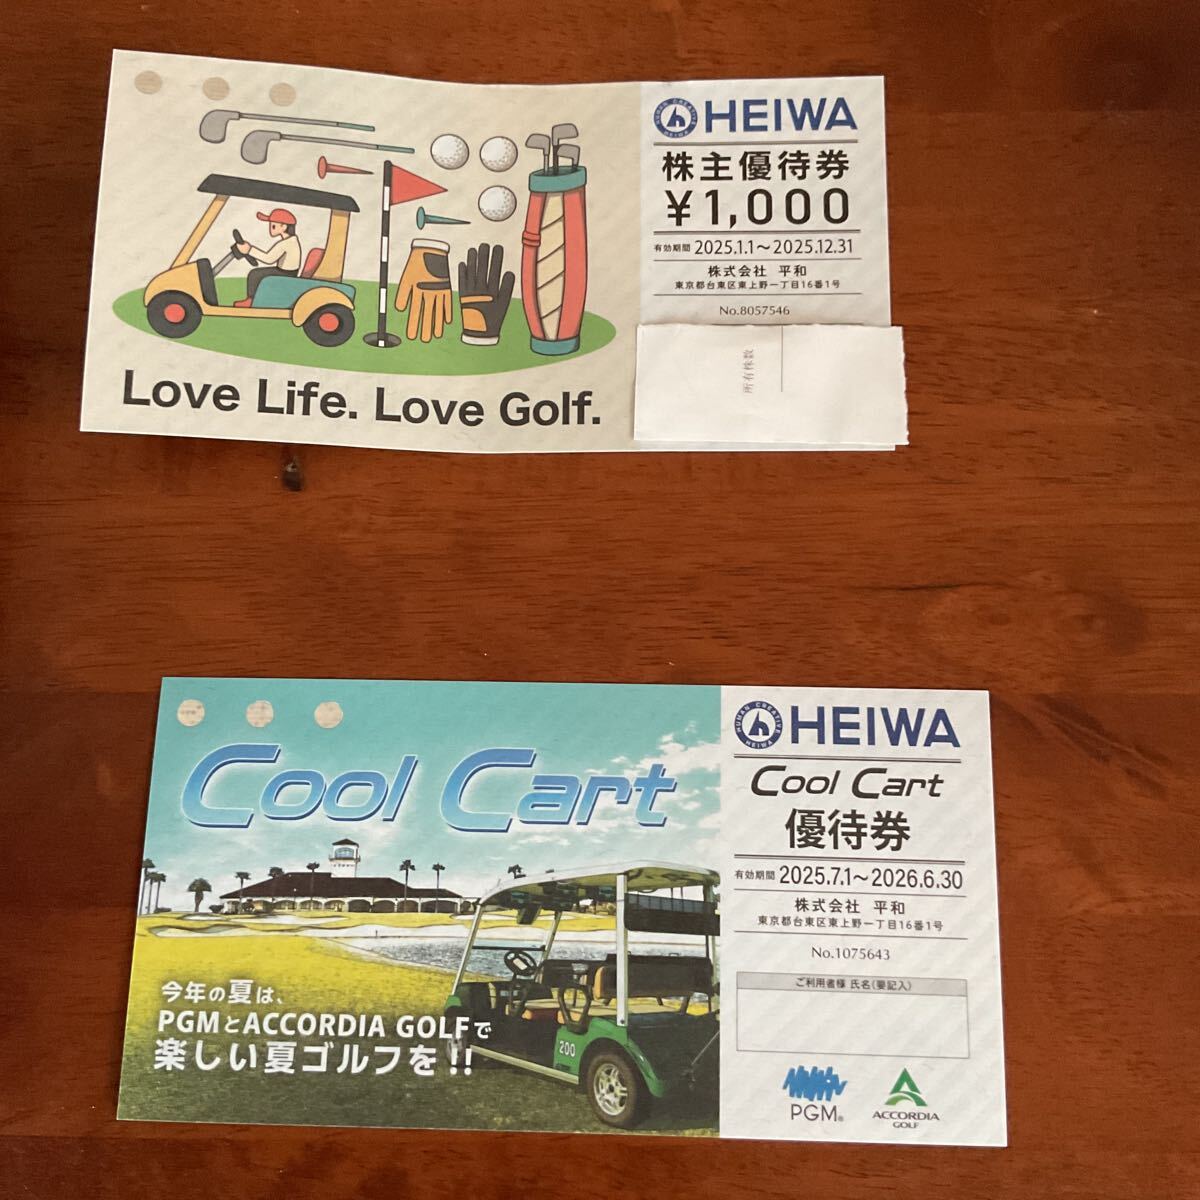 HUMAN CREATIVE HEIWA
HEIWA
株主優待券
￥1,000
有効期間 2025.1.1～2025.12.31
株式会社 平和
東京都台東区東上野一丁目16番1号
No.8057546
所有株数
Love Life. Love Golf.
Cool Cart
今年の夏は、
PGMとACCORDIA GOLFで
楽しい夏ゴルフを!!
200
HUMAN CREATIVE HEIWA
HEIWA
Cool Cart
優待券
有効期間 2025.7.1～2026.6.30
株式会社 平和
東京都台東区東上野一丁目16番1号
No.1075643
ご利用者様 氏名(要記入)
PGM®
ACCORDIA
GOLF